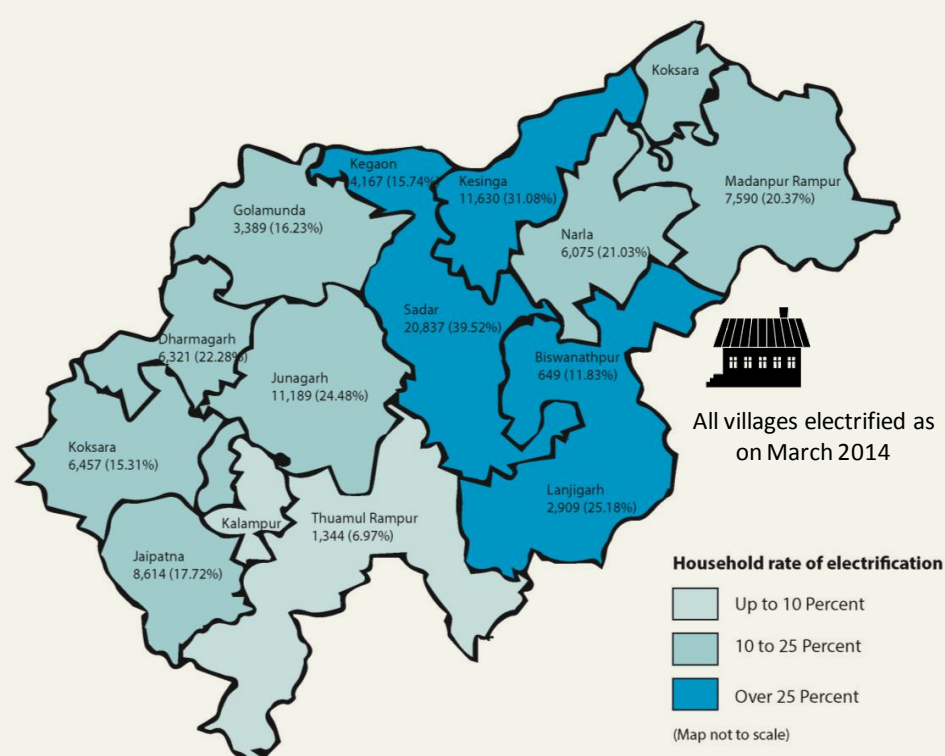 Koksara
Kegaon
4,167 (15.74%)
Kesinga
11,630 (31.08%)
Madanpur Rampur
7,590 (20.37%)
Golamunda
3,389 (16.23%)
Narla
6,075 (21.03%)
Sadar
20,837 (39.52%)
Dharmagarh
6,321 (22.28%)
Biswanathpur
649 (11.83%)
Junagarh
11,189 (24.48%)
All villages electrified as
on March 2014
Koksara
6,457 (15.31%)
Lanjigarh
2,909 (25.18%)
Kalampur
Thuamul Rampur
1,344 (6.97%)
Jaipatna
8,614 (17.72%)
Household rate of electrification
Up to 10 Percent
10 to 25 Percent
Over 25 Percent
(Map not to scale)